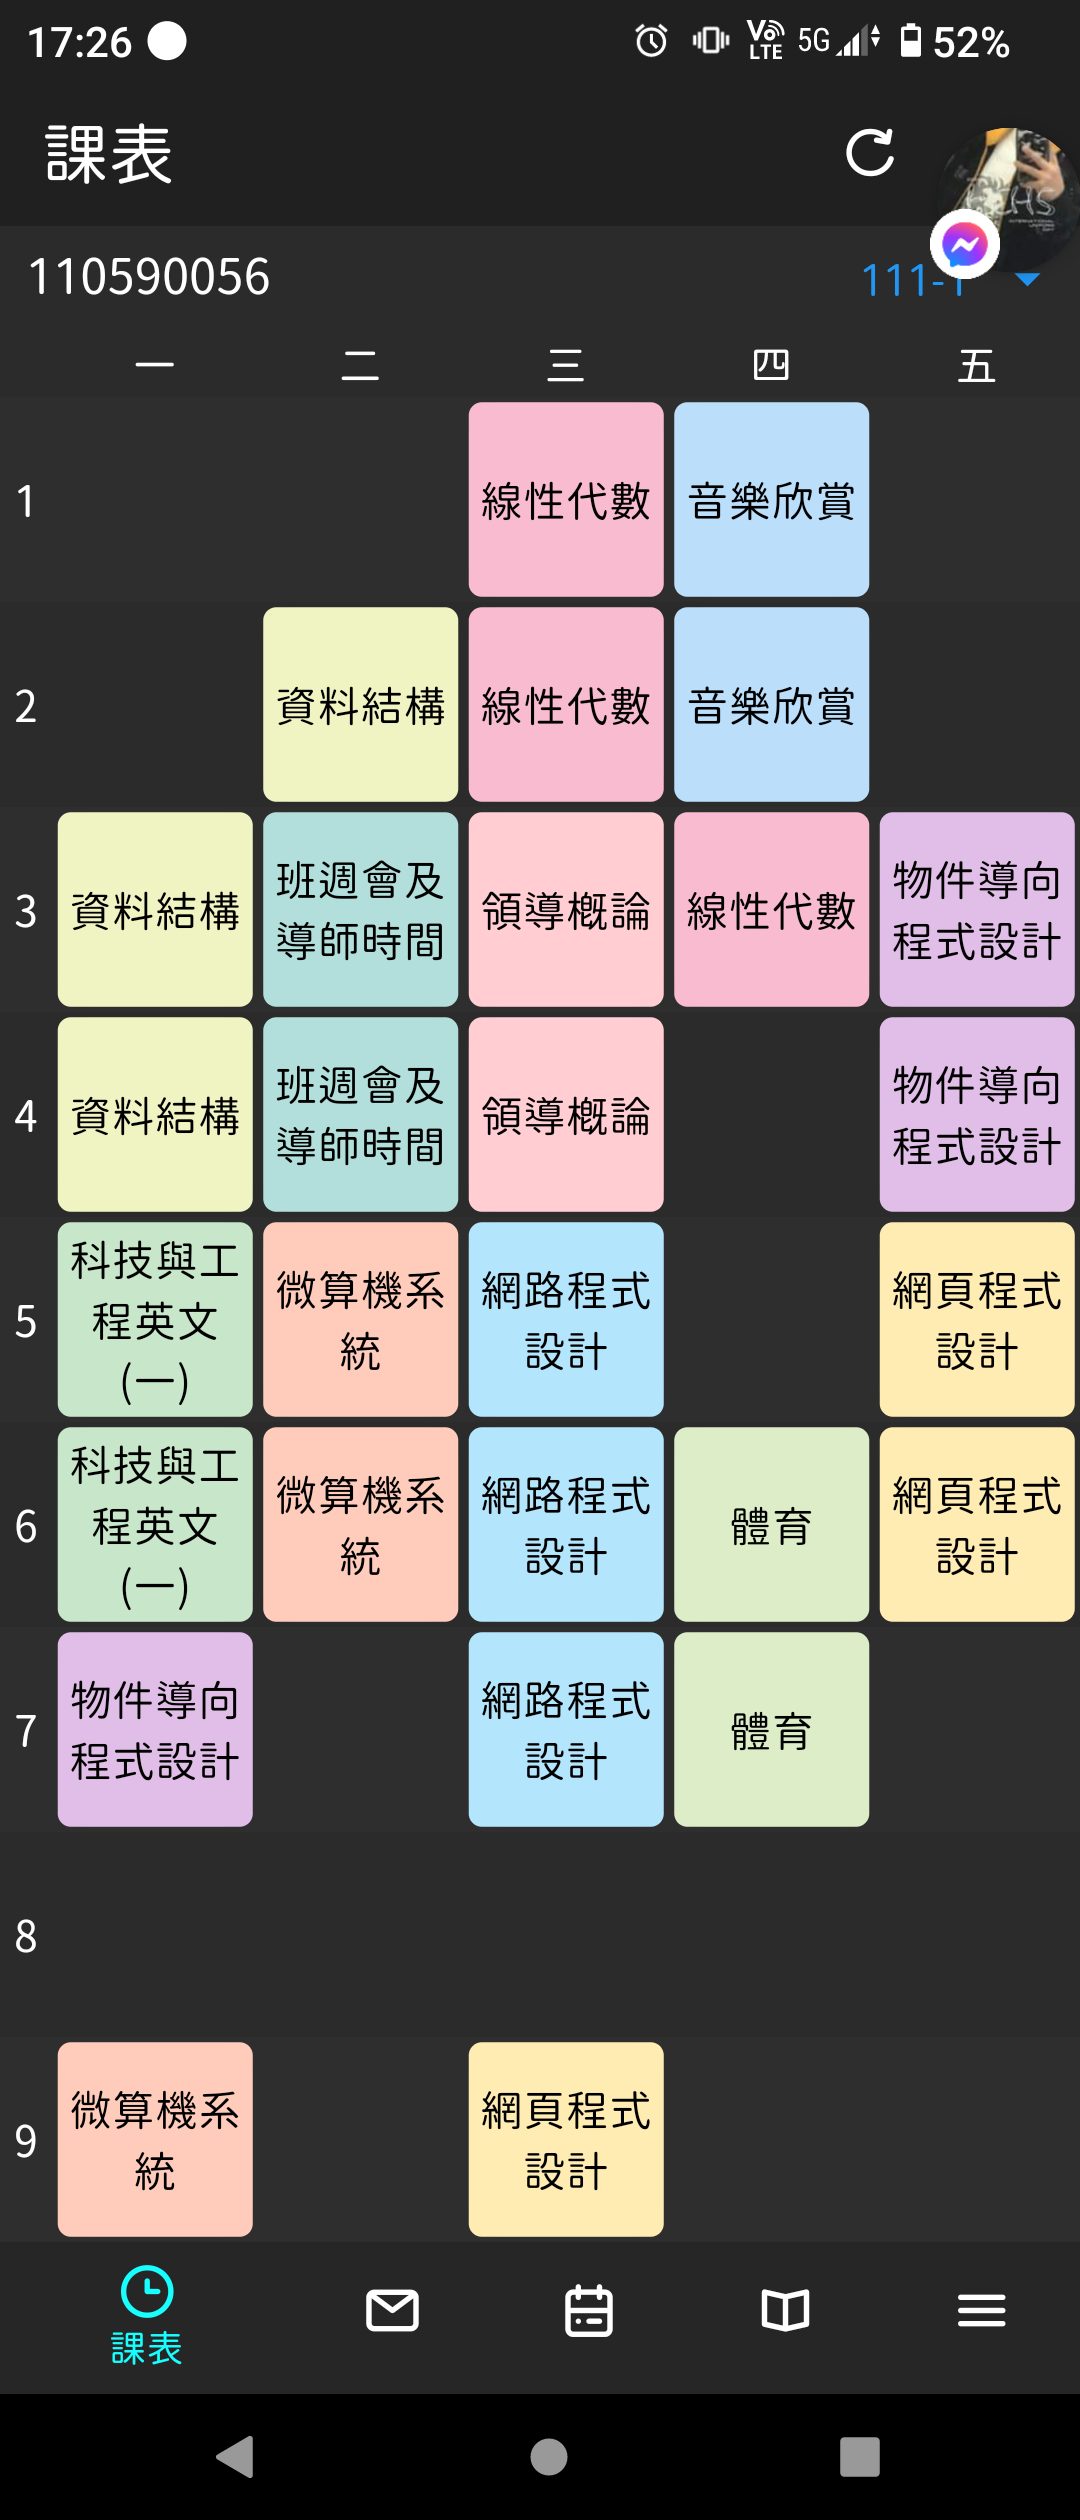 17:26 Vo LTE 5G 52%
課表
110590056 111-1
一 二 三 四 五
1 線性代數 音樂欣賞
2 資料結構 線性代數 音樂欣賞
3 資料結構 班週會及導師時間 領導概論 線性代數 物件導向程式設計
4 資料結構 班週會及導師時間 領導概論 物件導向程式設計
5 科技與工程英文(一) 微算機系統 網路程式設計 網頁程式設計
6 科技與工程英文(一) 微算機系統 網路程式設計 體育 網頁程式設計
7 物件導向程式設計 網路程式設計 體育
8
9 微算機系統 網頁程式設計
課表